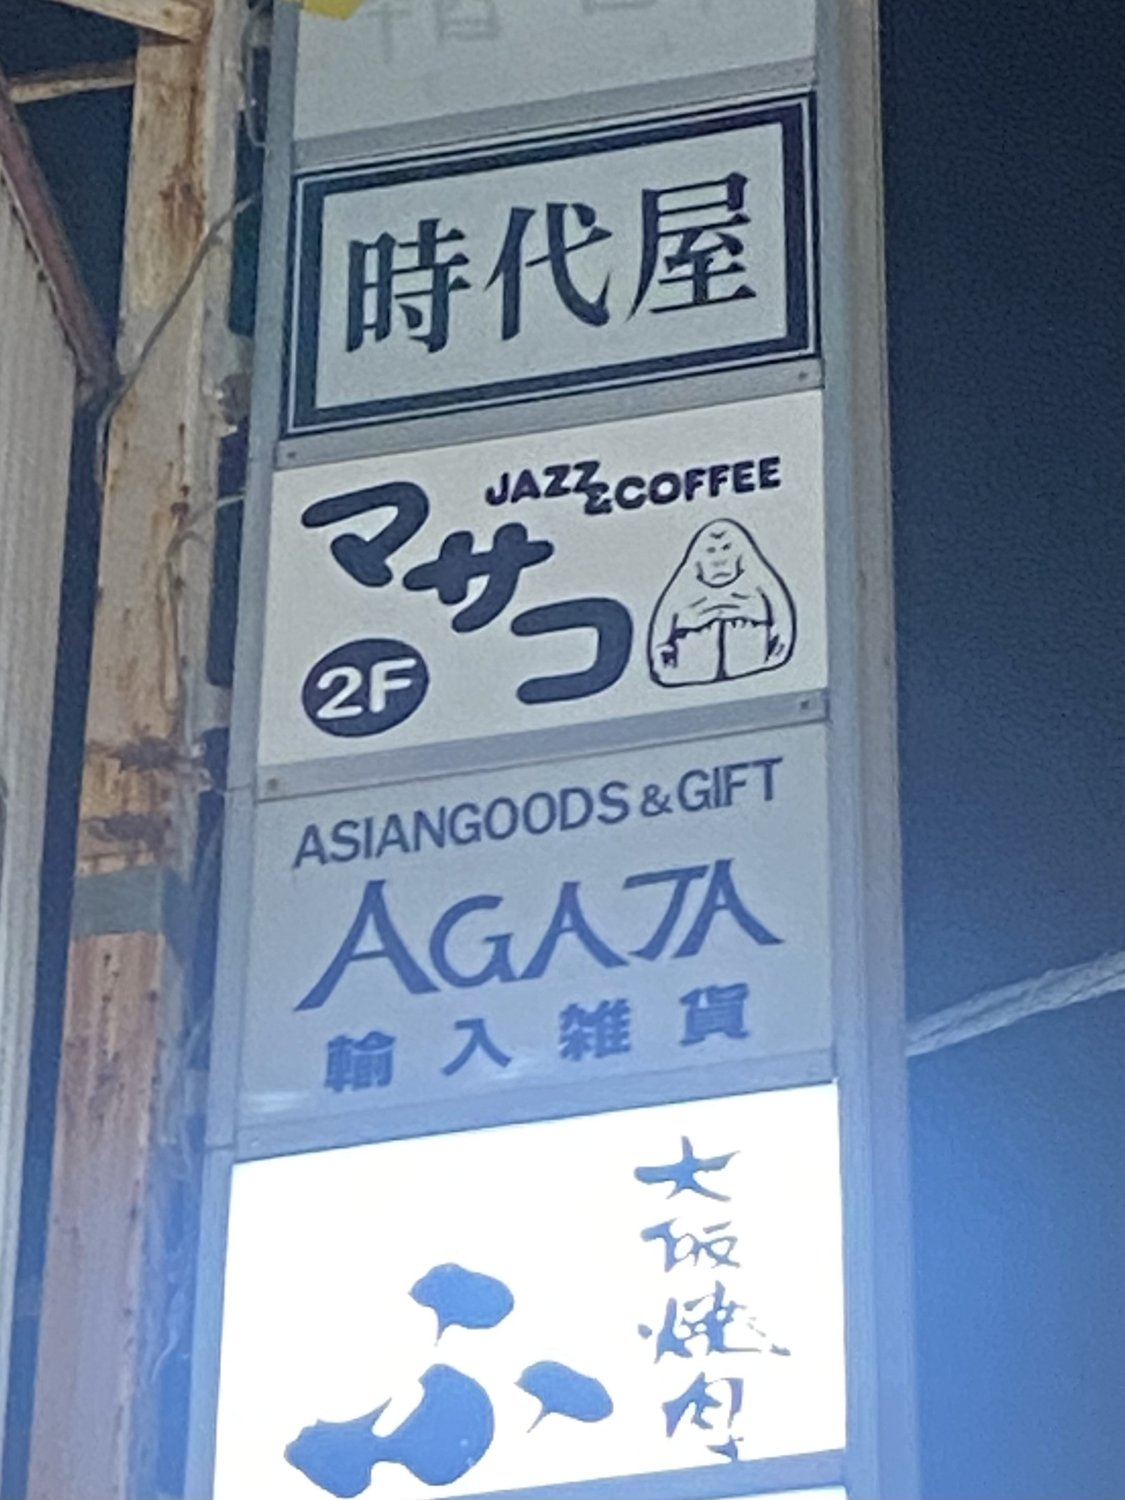 時代屋
JAZZ&COFFEE
マサコ
2F
ASIANGOODS & GIFT
AGATA
輸入雑貨
大阪焼肉
ふ